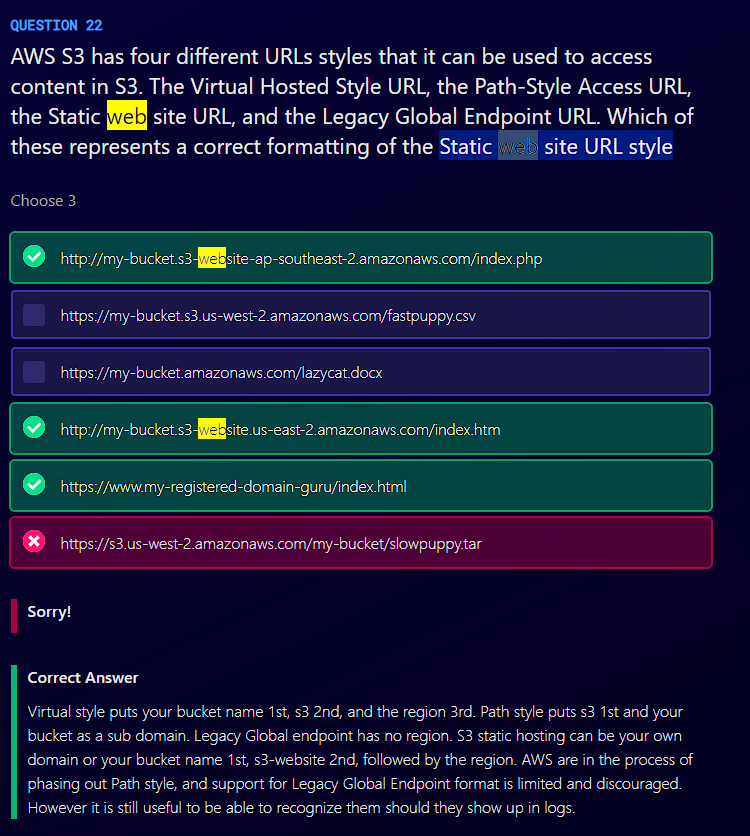 QUESTION 22
AWS S3 has four different URLs styles that it can be used to access
content in S3. The Virtual Hosted Style URL, the Path-Style Access URL,
the Static web site URL, and the Legacy Global Endpoint URL. Which of
these represents a correct formatting of the Static web site URL style
Choose 3
http://my-bucket.s3-website-ap-southeast-2.amazonaws.com/index.php
https://my-bucket.s3.us-west-2.amazonaws.com/fastpuppy.csv
https://my-bucket.amazonaws.com/lazycat.docx
http://my-bucket.s3-website.us-east-2.amazonaws.com/index.htm
https://www.my-registered-domain-guru/index.html
https://s3.us-west-2.amazonaws.com/my-bucket/slowpuppy.tar
Sorry!
Correct Answer
Virtual style puts your bucket name 1st, s3 2nd, and the region 3rd. Path style puts s3 1st and your
bucket as a sub domain. Legacy Global endpoint has no region. S3 static hosting can be your own
domain or your bucket name 1st, s3-website 2nd, followed by the region. AWS are in the process of
phasing out Path style, and support for Legacy Global Endpoint format is limited and discouraged.
However it is still useful to be able to recognize them should they show up in logs.